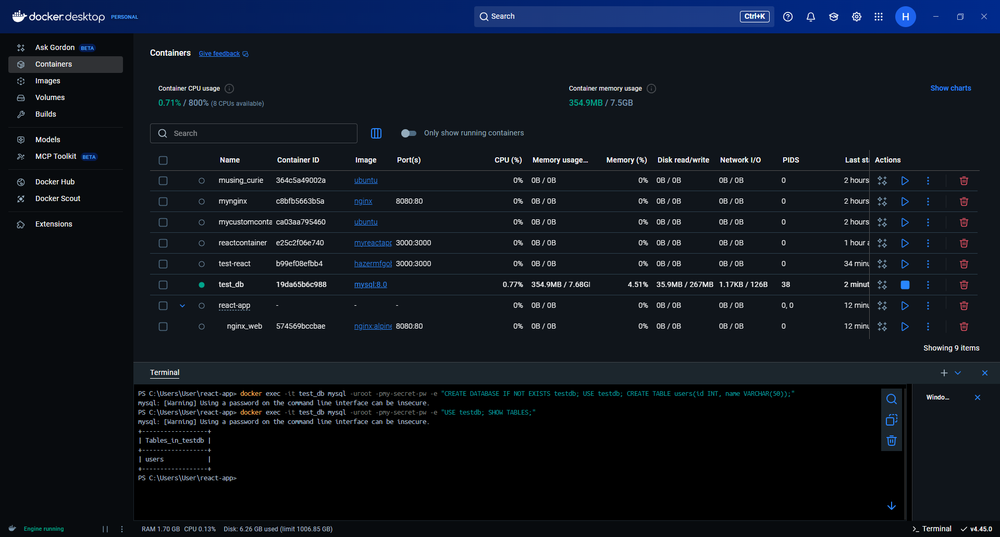 docker.desktop PERSONAL
Search Ctrl+K
H
Ask Gordon BETA
Containers
Images
Volumes
Builds
Models
MCP Toolkit BETA
Docker Hub
Docker Scout
Extensions
Containers Give feedback
Container CPU usage
0.71% / 800% (8 CPUs available)
Container memory usage
354.9MB / 7.5GB
Show charts
Search
Only show running containers
Name Container ID Image Port(s) CPU (%) Memory usage... Memory (%) Disk read/write Network I/O PIDS Last sta Actions
musing_curie 364c5a49002a ubuntu 0% 0B / 0B 0% 0B / 0B 0B / 0B 0 2 hours
mynginx c8bfb5663b5a nginx 8080:80 0% 0B / 0B 0% 0B / 0B 0B / 0B 0 2 hours
mycustomconta ca03aa795460 ubuntu 0% 0B / 0B 0% 0B / 0B 0B / 0B 0 2 hours
reactcontainer e25c2f06e740 myreactapp 3000:3000 0% 0B / 0B 0% 0B / 0B 0B / 0B 0 1 hour a
test-react b99ef08efbb4 hazermfgol 3000:3000 0% 0B / 0B 0% 0B / 0B 0B / 0B 0 34 minu
test_db 19da65b6c988 mysql:8.0 0.77% 354.9MB / 7.68GI 4.51% 35.9MB / 267MB 1.17KB / 126B 38 2 minut
react-app - - - 0% 0B / 0B 0% 0B / 0B 0B / 0B 0, 0 12 minu
nginx_web 574569bccbae nginx:alpine 8080:80 0% 0B / 0B 0% 0B / 0B 0B / 0B 0 12 minu
Showing 9 items
Terminal
PS C:\Users\User\react-app> docker exec -it test_db mysql -uroot -pmy-secret-pw -e "CREATE DATABASE IF NOT EXISTS testdb; USE testdb; CREATE TABLE users(id INT, name VARCHAR(50));"
mysql: [Warning] Using a password on the command line interface can be insecure.
PS C:\Users\User\react-app> docker exec -it test_db mysql -uroot -pmy-secret-pw -e "USE testdb; SHOW TABLES;"
mysql: [Warning] Using a password on the command line interface can be insecure.
+------------------+
| Tables_in_testdb |
+------------------+
| users            |
+------------------+
PS C:\Users\User\react-app>
Windo...
Engine running
RAM 1.70 GB CPU 0.13% Disk: 6.26 GB used (limit 1006.85 GB)
>_ Terminal
v4.45.0